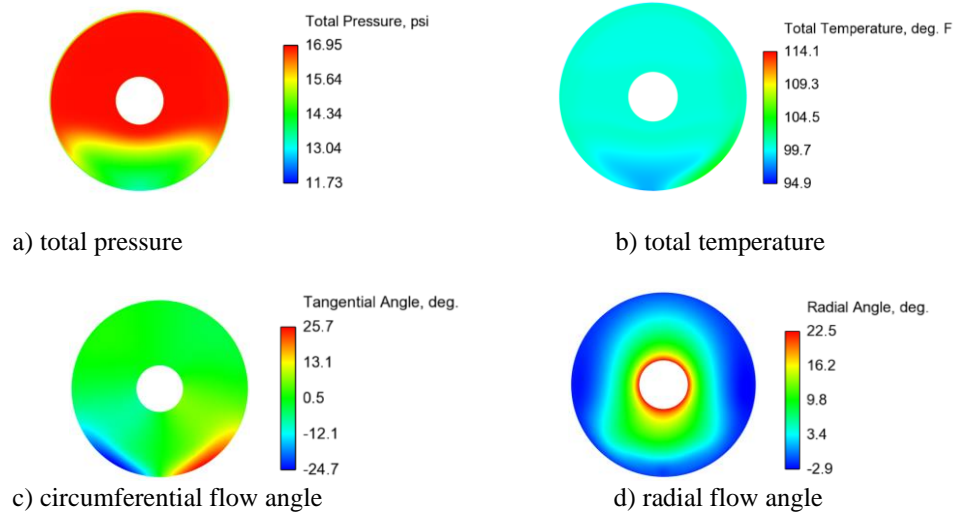 Total Pressure, psi
16.95
15.64
14.34
13.04
11.73
a) total pressure
Total Temperature, deg. F
114.1
109.3
104.5
99.7
94.9
b) total temperature
Tangential Angle, deg.
25.7
13.1
0.5
-12.1
-24.7
c) circumferential flow angle
Radial Angle, deg.
22.5
16.2
9.8
3.4
-2.9
d) radial flow angle